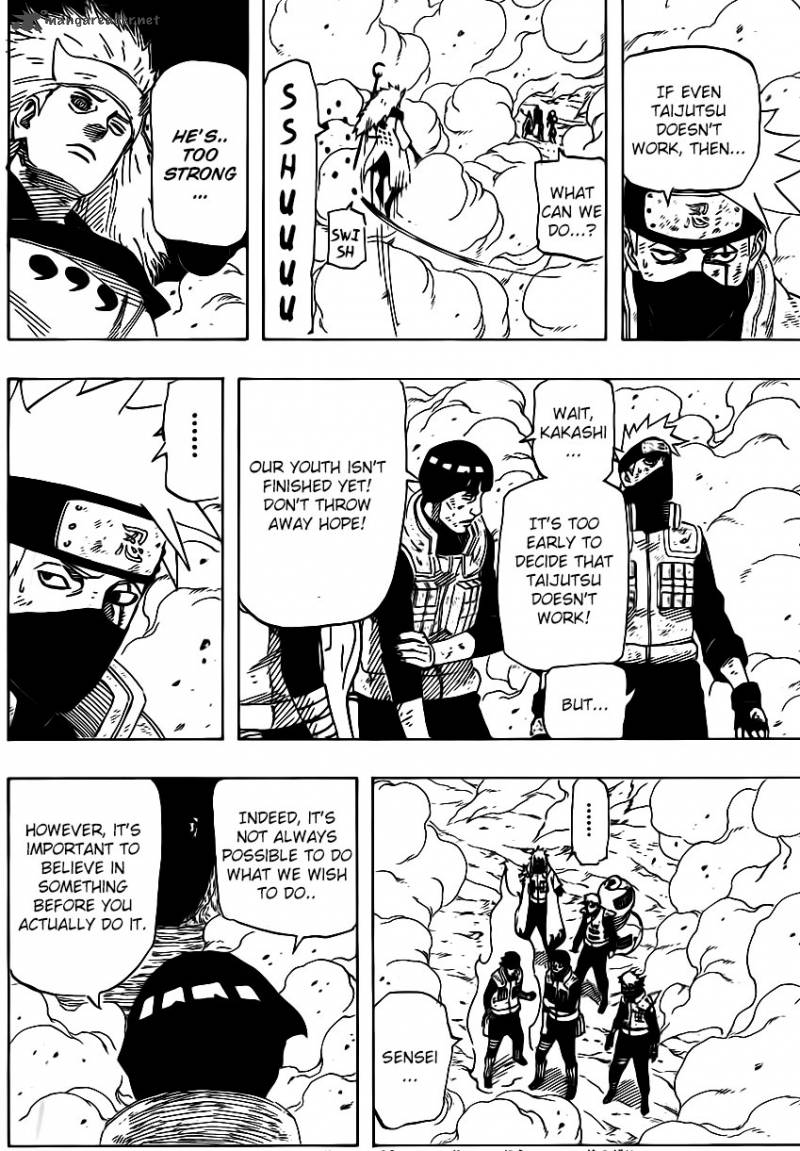 mangareader.net
IF EVEN
TAIJUTSU
DOESN'T
WORK, THEN...
WHAT
CAN WE
DO...?
SWI
SH
SSHUUUU
HE'S..
TOO
STRONG
...
WAIT,
KAKASHI
...
IT'S TOO
EARLY TO
DECIDE THAT
TAIJUTSU
DOESN'T
WORK!
BUT...
OUR YOUTH ISN'T
FINISHED YET!
DON'T THROW
AWAY HOPE!
........
......
SENSEI
...
INDEED, IT'S
NOT ALWAYS
POSSIBLE TO DO
WHAT WE WISH
TO DO..
HOWEVER, IT'S
IMPORTANT TO
BELIEVE IN
SOMETHING
BEFORE YOU
ACTUALLY DO IT.